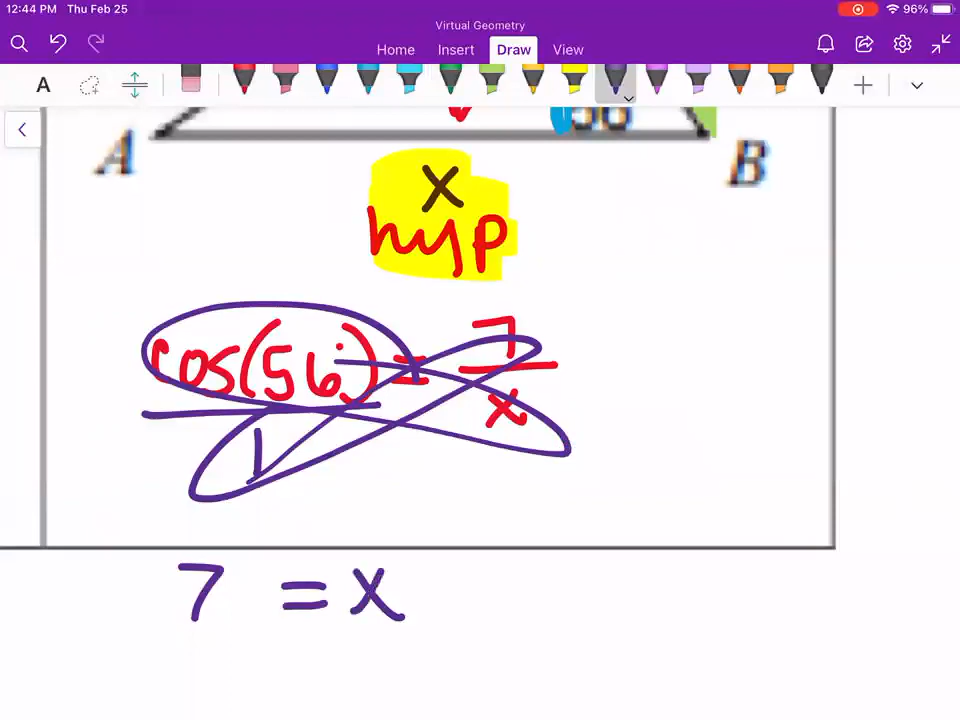 12:44 PM Thu Feb 25
96%
Virtual Geometry
Home Insert Draw View
A
56
A B
x
hyp
cos(56) = 7
x
1
7 = x